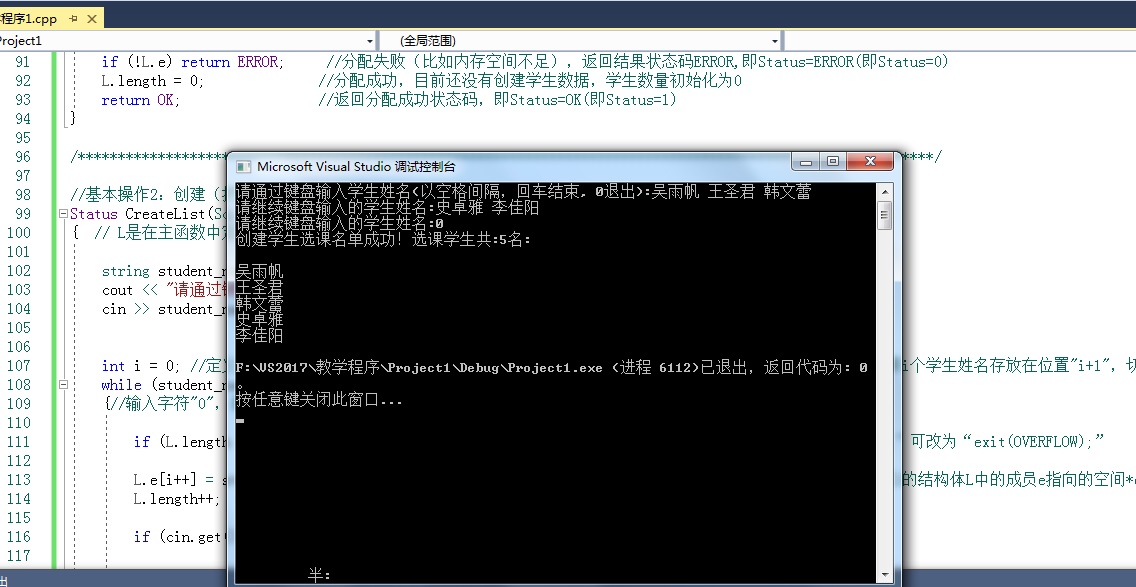 程序1.cpp
Project1
(全局范围)
91 if (!L.e) return ERROR; //分配失败（比如内存空间不足），返回结果状态码ERROR,即Status=ERROR(即Status=0)
92 L.length = 0; //分配成功，目前还没有创建学生数据，学生数量初始化为0
93 return OK; //返回分配成功状态码，即Status=OK(即Status=1)
94 }
95
96 /******************* ****/
97
98 //基本操作2：创建（
99 Status CreateList(S
100 { // L是在主函数中
101
102 string student_n
103 cout << "请通过
104 cin >> student_n
105
106
107 int i = 0; //定 i个学生姓名存放在位置"i+1"，
108 while (student_n
109 {//输入字符"0"，
110
111 if (L.length 可改为“exit(OVERFLOW);”
112
113 L.e[i++] = s 的结构体L中的成员e指向的空间*
114 L.length++;
115
116 if (cin.get
117
Microsoft Visual Studio 调试控制台
请通过键盘输入学生姓名(以空格间隔，回车结束，0退出):吴雨帆 王圣君 韩文蕾
请继续键盘输入的学生姓名:史卓雅 李佳阳
请继续键盘输入的学生姓名:0
创建学生选课名单成功！选课学生共:5名:
吴雨帆
王圣君
韩文蕾
史卓雅
李佳阳
F:\VS2017\教学程序\Project1\Debug\Project1.exe (进程 6112)已退出，返回代码为: 0
。
按任意键关闭此窗口...
半:
出